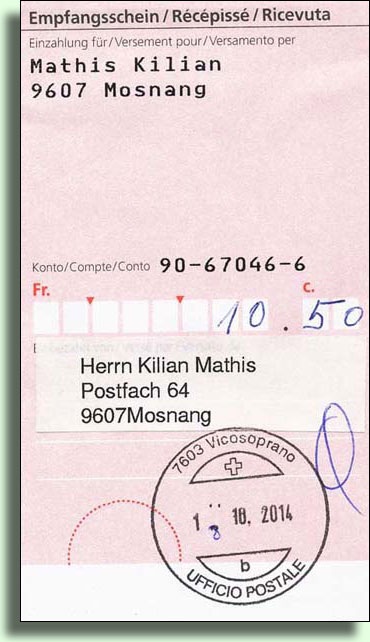 Empfangsschein / Récépissé / Ricevuta
Einzahlung für / Versement pour / Versamento per
Mathis Kilian
9607 Mosnang
Konto / Compte / Conto 90-67046-6
Fr. c.
10 . 50
Herrn Kilian Mathis
Postfach 64
9607Mosnang
7603 Vicosoprano
10, 2014
b
UFFICIO POSTALE